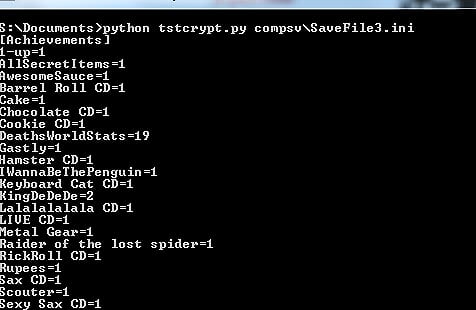 S:\Documents>python tstcrypt.py compsv\SaveFile3.ini
[Achievements]
1-up=1
AllSecretItems=1
AwesomeSauce=1
Barrel Roll CD=1
Cake=1
Chocolate CD=1
Cookie CD=1
DeathsWorldStats=19
Gastly=1
Hamster CD=1
IWannaBeThePenguin=1
Keyboard Cat CD=1
KingDeDeDe=2
Lalalalalala CD=1
LIVE CD=1
Metal Gear=1
Raider of the lost spider=1
RickRoll CD=1
Rupees=1
Sax CD=1
Scouter=1
Sexy Sax CD=1